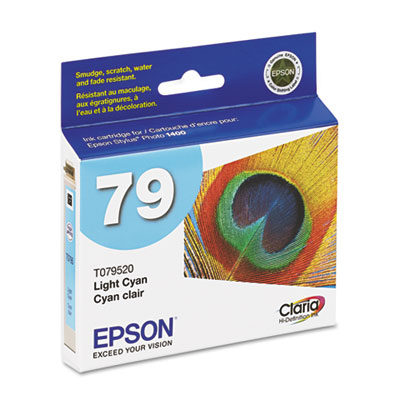 Smudge, scratch, water
and fade resistant.
Résistant au maculage,
aux égratignures, à
l'eau et à la décoloration.
EPSON
Ink cartridge for / Cartouche d'encre pour:
Epson Stylus® Photo 1400
79
T079520
Light Cyan
Cyan clair
EPSON
EXCEED YOUR VISION
Claria
Hi-Definition Ink